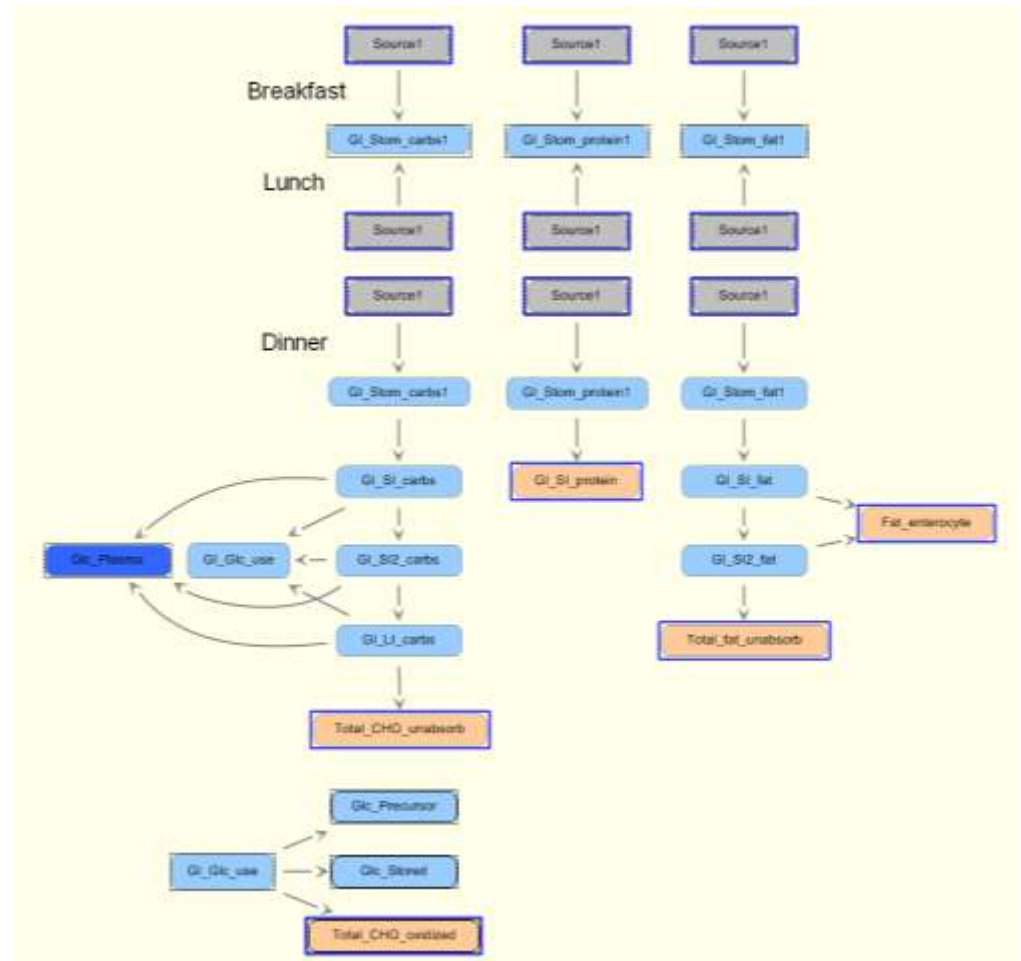 Source1 Source1 Source1
Breakfast
GI_Stom_carbs1 GI_Stom_protein1 GI_Stom_fat1
Lunch
Source1 Source1 Source1
Source1 Source1 Source1
Dinner
GI_Stom_carbs1 GI_Stom_protein1 GI_Stom_fat1
GI_SI_carbs GI_SI_protein GI_SI_fat
Fat_enterocyte
Glc_Plasma GI_Glc_use GI_SI2_carbs GI_SI2_fat
GI_LI_carbs Total_fat_unabsorb
Total_CHO_unabsorb
Glc_Precursor
GI_Glc_use Glc_Stored
Total_CHO_oxidized